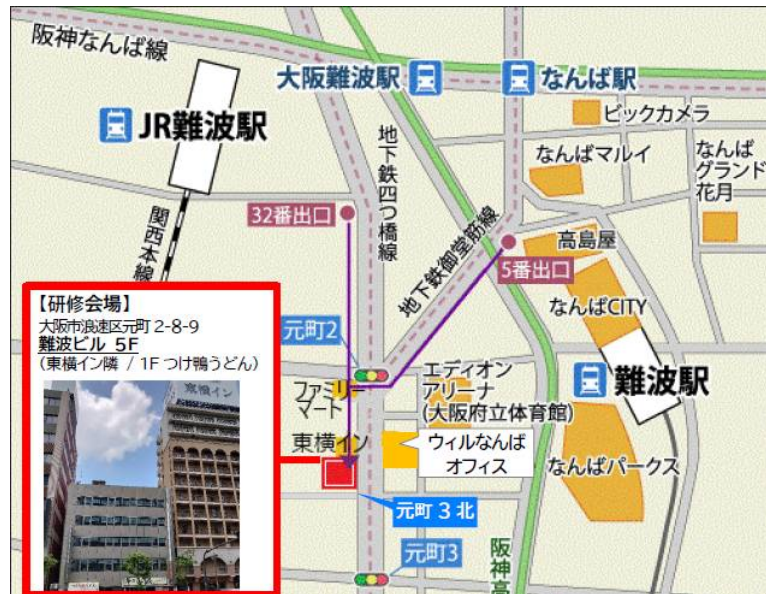 阪神なんば線
大阪難波駅
なんば駅
JR難波駅
ビックカメラ
なんばマルイ
なんば
グランド
花月
地下鉄四つ橋線
32番出口
関西本線
地下鉄御堂筋線
高島屋
5番出口
なんばCITY
【研修会場】
大阪市浪速区元町2-8-9
難波ビル 5F
(東横イン隣 / 1F つけ鴨うどん)
東横イン
元町2
ファミリー
マート
エディオン
アリーナ
(大阪府立体育館)
難波駅
東横イン
ウィルなんば
オフィス
なんばパークス
元町3北
元町3
阪神高